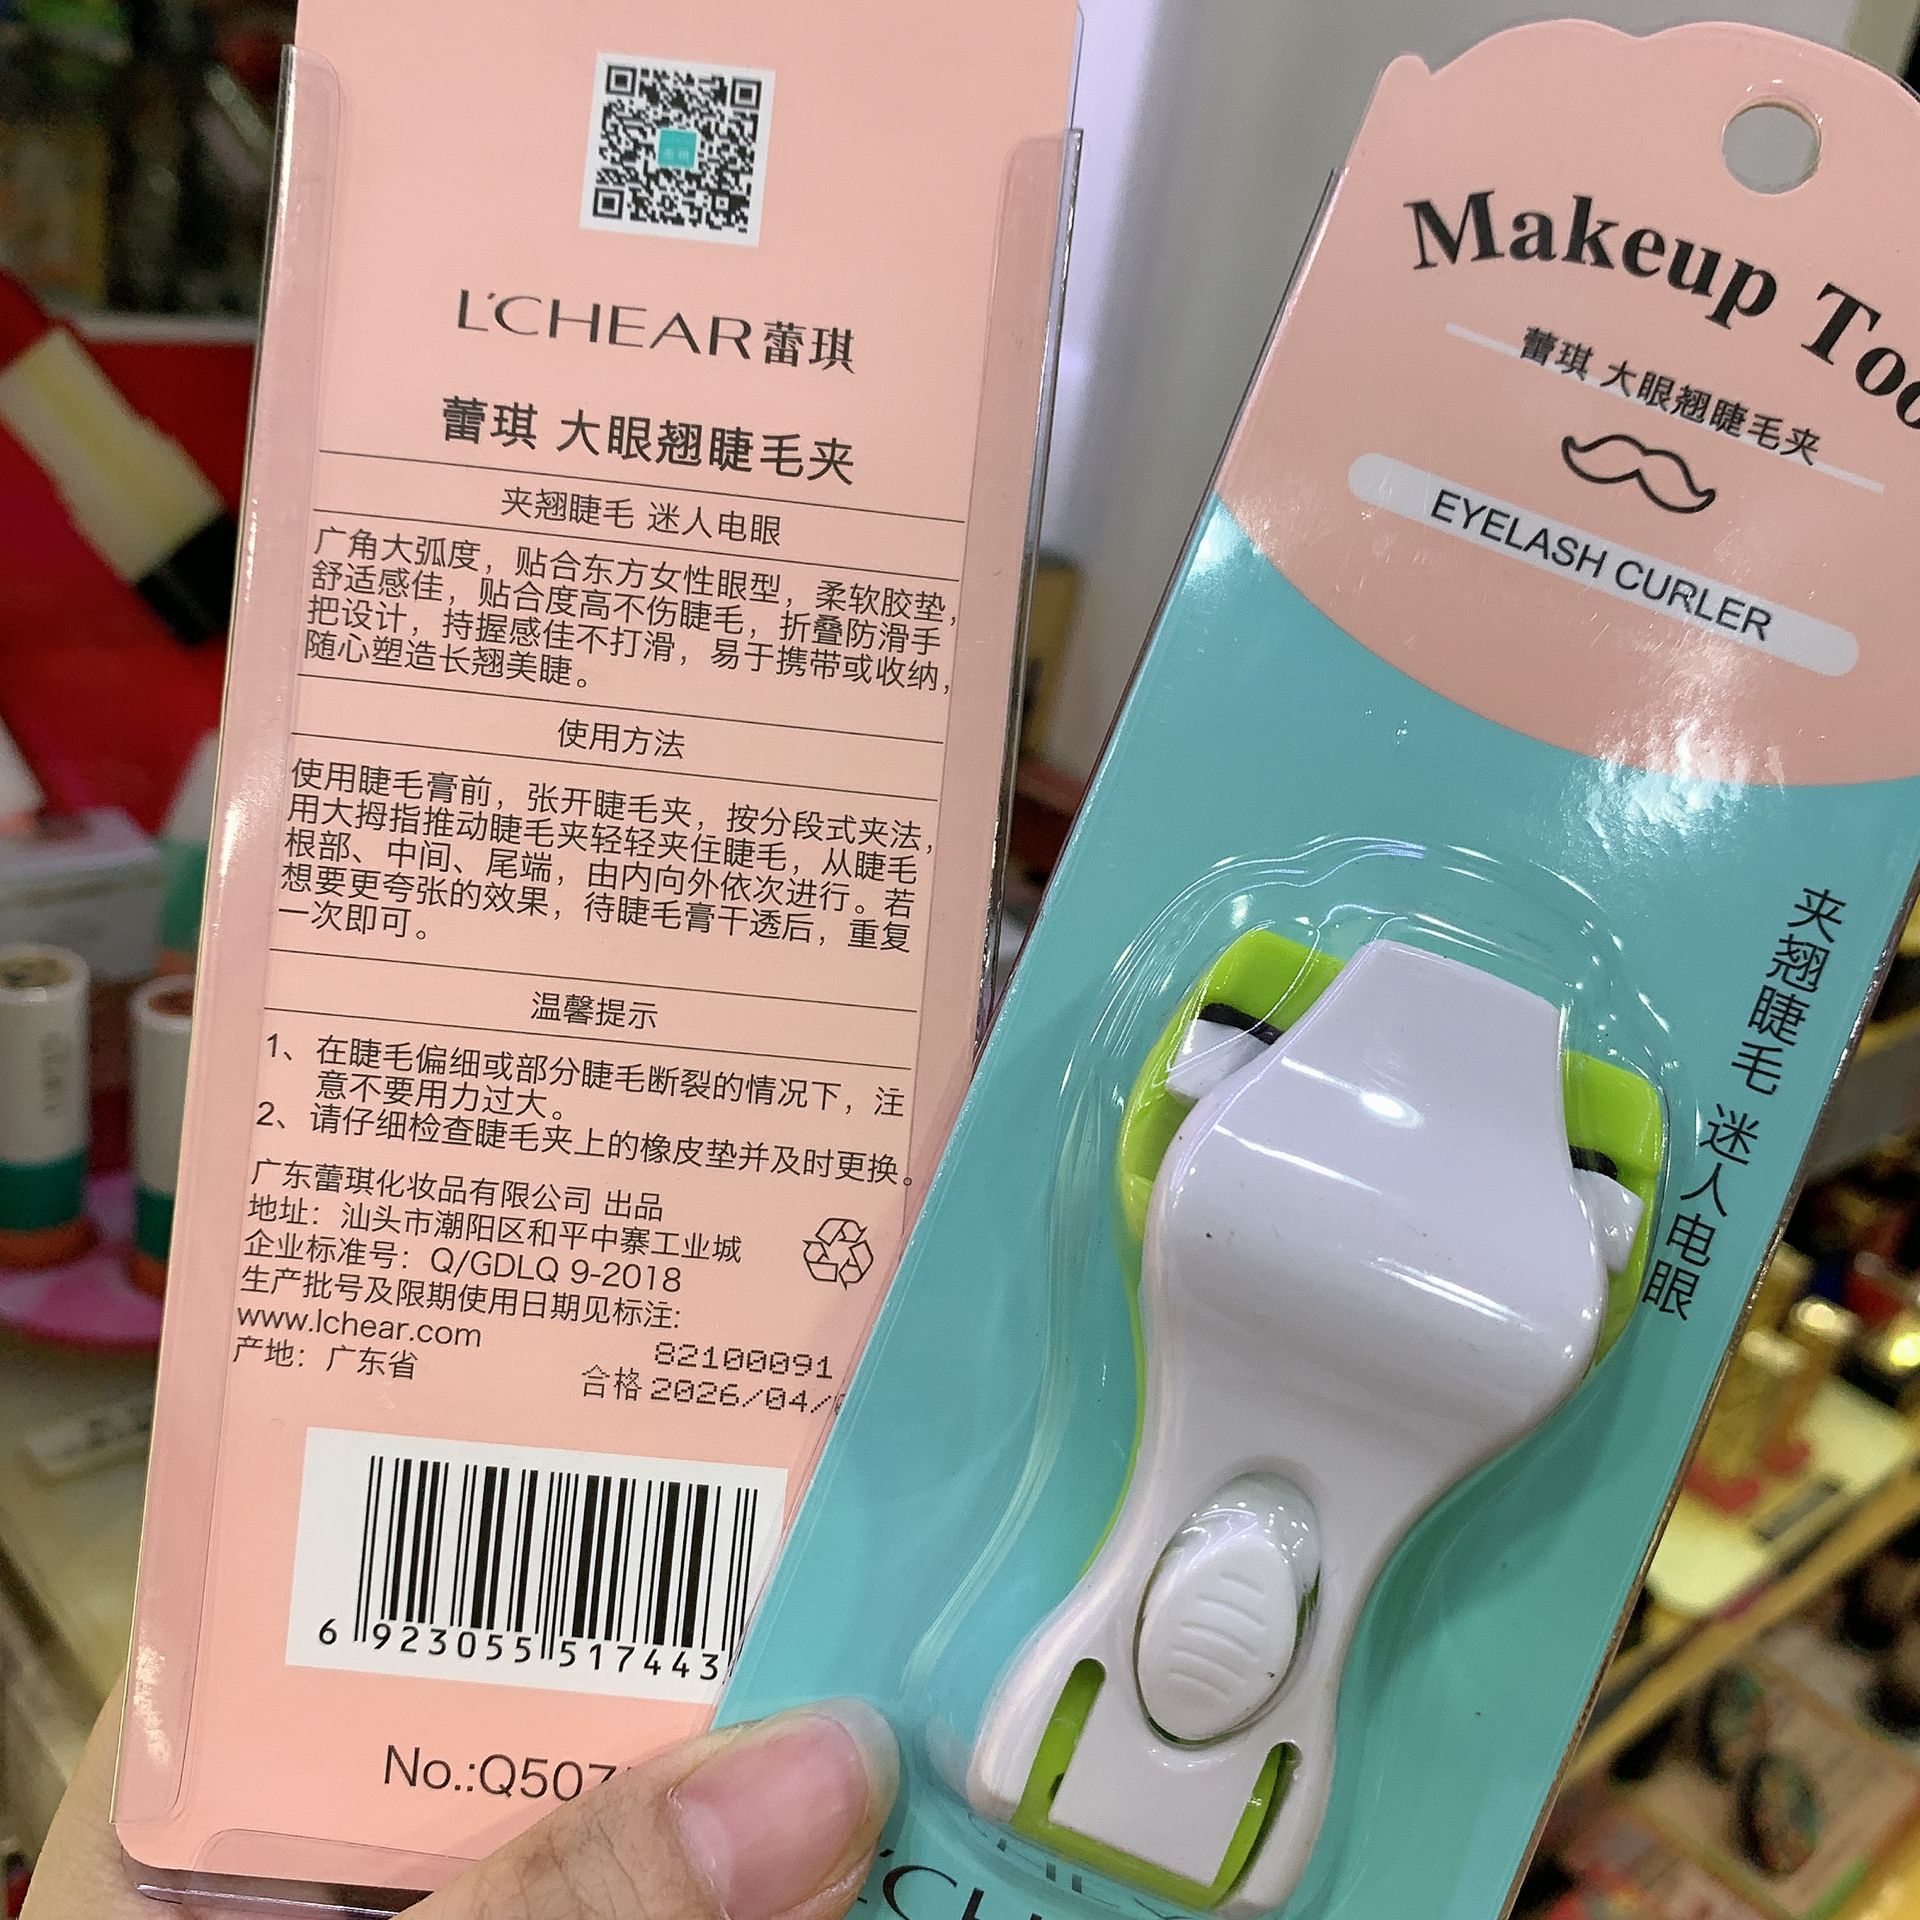 L'CHEAR蕾琪
蕾琪 大眼翘睫毛夹
夹翘睫毛 迷人电眼
广角大弧度，贴合东方女性眼型，柔软胶垫，
舒适感佳，贴合度高不伤睫毛，折叠防滑手
把设计，持握感佳不打滑，易于携带或收纳，
随心塑造长翘美睫。
使用方法
使用睫毛膏前，张开睫毛夹，按分段式夹法，
用大拇指推动睫毛夹轻轻夹住睫毛，从睫毛
根部、中间、尾端，由内向外依次进行。若
想要更夸张的效果，待睫毛膏干透后，重复
一次即可。
温馨提示
1、在睫毛偏细或部分睫毛断裂的情况下，注
意不要用力过大。
2、请仔细检查睫毛夹上的橡皮垫并及时更换。
广东蕾琪化妆品有限公司 出品
地址：汕头市潮阳区和平中寨工业城
企业标准号：Q/GDLQ 9-2018
生产批号及限期使用日期见标注:
www.lchear.com
产地：广东省
82100091
合格 2026/04/
6 923055 517443
No.:Q507
Makeup Too
蕾琪 大眼翘睫毛夹
EYELASH CURLER
夹翘睫毛 迷人电眼